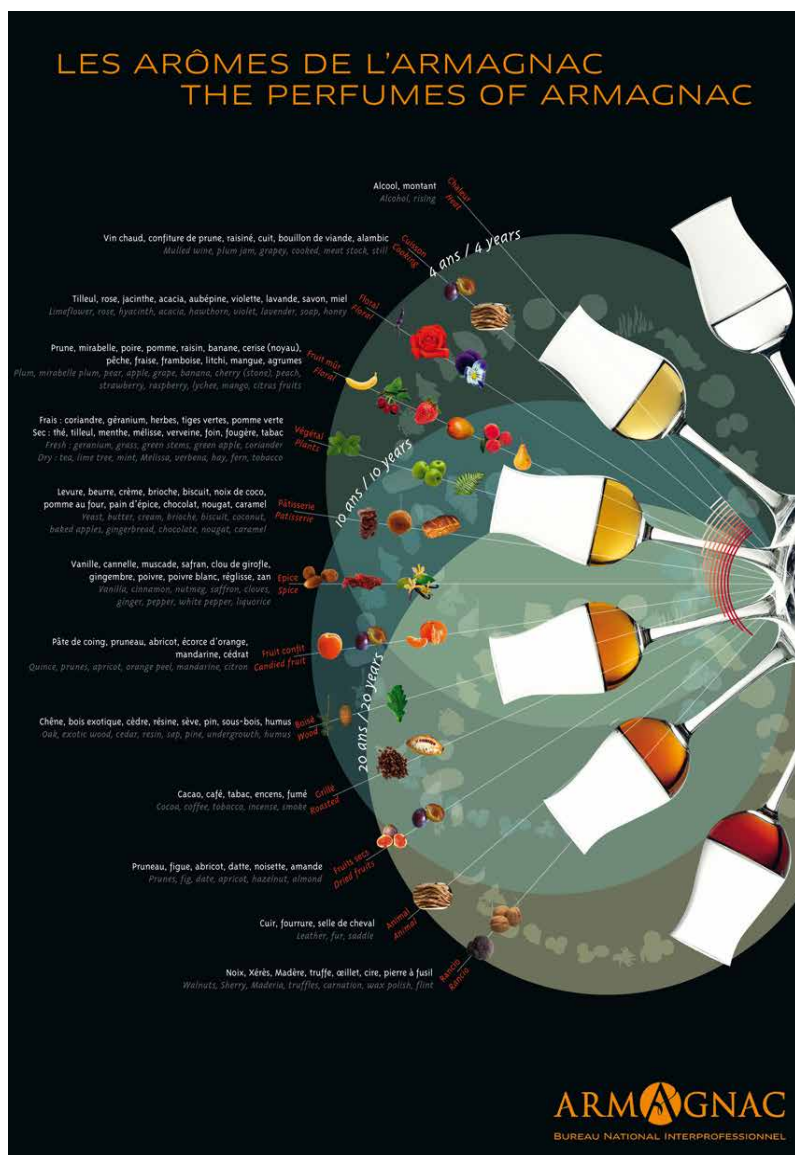 LES ARÔMES DE L'ARMAGNAC
THE PERFUMES OF ARMAGNAC
Alcool, montant
Alcohol, rising
Chaleur
Heat
Vin chaud, confiture de prune, raisiné, cuit, bouillon de viande, alambic
Mulled wine, plum jam, grapey, cooked, meat stock, still
Cuisson
Cooking
4 ans / 4 years
Tilleul, rose, jacinthe, acacia, aubépine, violette, lavande, savon, miel
Limeflower, rose, hyacinth, acacia, hawthorn, violet, lavender, soap, honey
Floral
Floral
Prune, mirabelle, poire, pomme, raisin, banane, cerise (noyau),
pêche, fraise, framboise, litchi, mangue, agrumes
Plum, mirabelle plum, pear, apple, grape, banana, cherry (stone), peach,
strawberry, raspberry, lychee, mango, citrus fruits
Fruit mûr
Floral
Frais : coriandre, géranium, herbes, tiges vertes, pomme verte
Sec : thé, tilleul, menthe, mélisse, verveine, foin, fougère, tabac
Fresh : geranium, grass, green stems, green apple, coriander
Dry : tea, lime tree, mint, Melissa, verbena, hay, fern, tobacco
Végétal
Plants
10 ans / 10 years
Levure, beurre, crème, brioche, biscuit, noix de coco,
pomme au four, pain d'épice, chocolat, nougat, caramel
Yeast, butter, cream, brioche, biscuit, coconut,
baked apples, gingerbread, chocolate, nougat, caramel
Pâtisserie
Patisserie
Vanille, cannelle, muscade, safran, clou de girofle,
gingembre, poivre, poivre blanc, réglisse, zan
Vanilla, cinnamon, nutmeg, saffron, cloves,
ginger, pepper, white pepper, liquorice
Epice
Spice
Pâte de coing, pruneau, abricot, écorce d'orange,
mandarine, cédrat
Quince, prunes, apricot, orange peel, mandarine, citron
Fruit confit
Candied fruit
20 ans / 20 years
Chêne, bois exotique, cèdre, résine, sève, pin, sous-bois, humus
Oak, exotic wood, cedar, resin, sap, pine, undergrowth, humus
Boisé
Wood
Cacao, café, tabac, encens, fumé
Cocoa, coffee, tobacco, incense, smoke
Grillé
Roasted
Pruneau, figue, abricot, datte, noisette, amande
Prunes, fig, date, apricot, hazelnut, almond
Fruits secs
Dried fruits
Cuir, fourrure, selle de cheval
Leather, fur, saddle
Animal
Animal
Noix, Xérès, Madère, truffe, œillet, cire, pierre à fusil
Walnuts, Sherry, Maderia, truffles, carnation, wax polish, flint
Rancio
Rancio
ARMAGNAC
BUREAU NATIONAL INTERPROFESSIONNEL